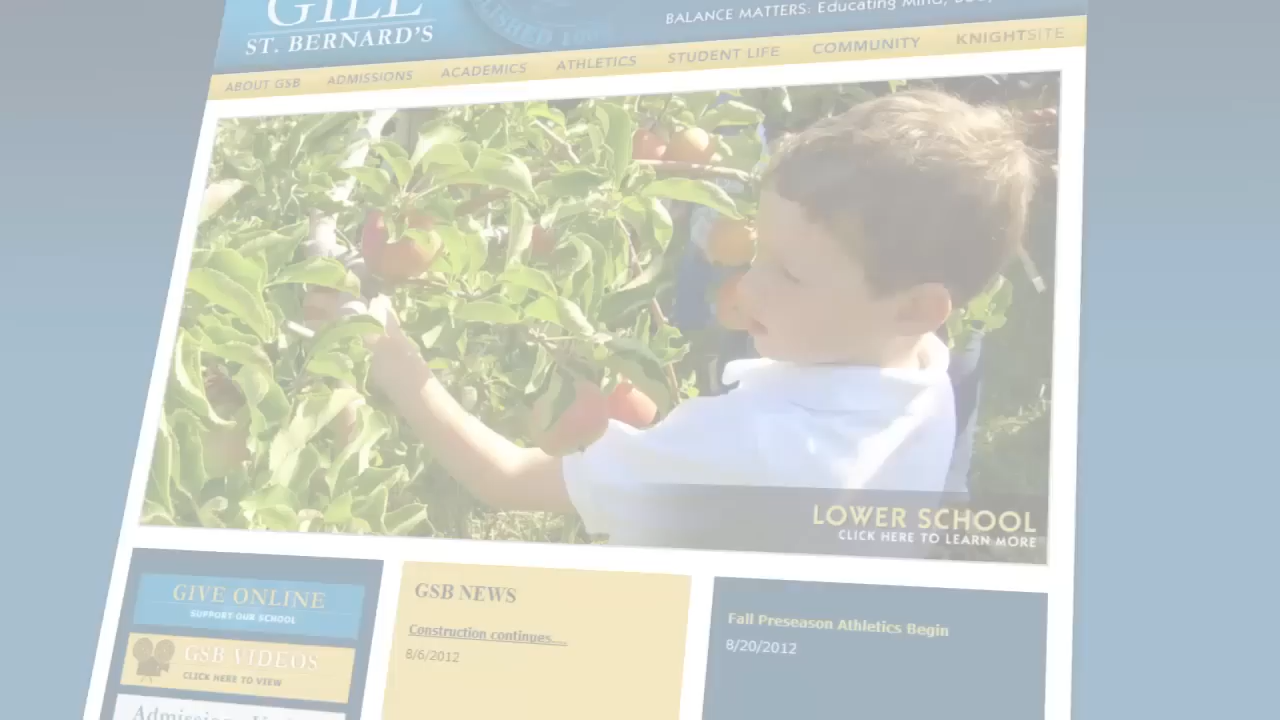 GILL
ST. BERNARD'S
BALANCE MATTERS: Educating Mind,
ABOUT GSB ADMISSIONS ACADEMICS ATHLETICS STUDENT LIFE COMMUNITY KNIGHTSITE
LOWER SCHOOL
CLICK HERE TO LEARN MORE
GIVE ONLINE
SUPPORT OUR SCHOOL
GSB VIDEOS
CLICK HERE TO VIEW
GSB NEWS
Construction continues....
8/6/2012
Fall Preseason Athletics Begin
8/20/2012